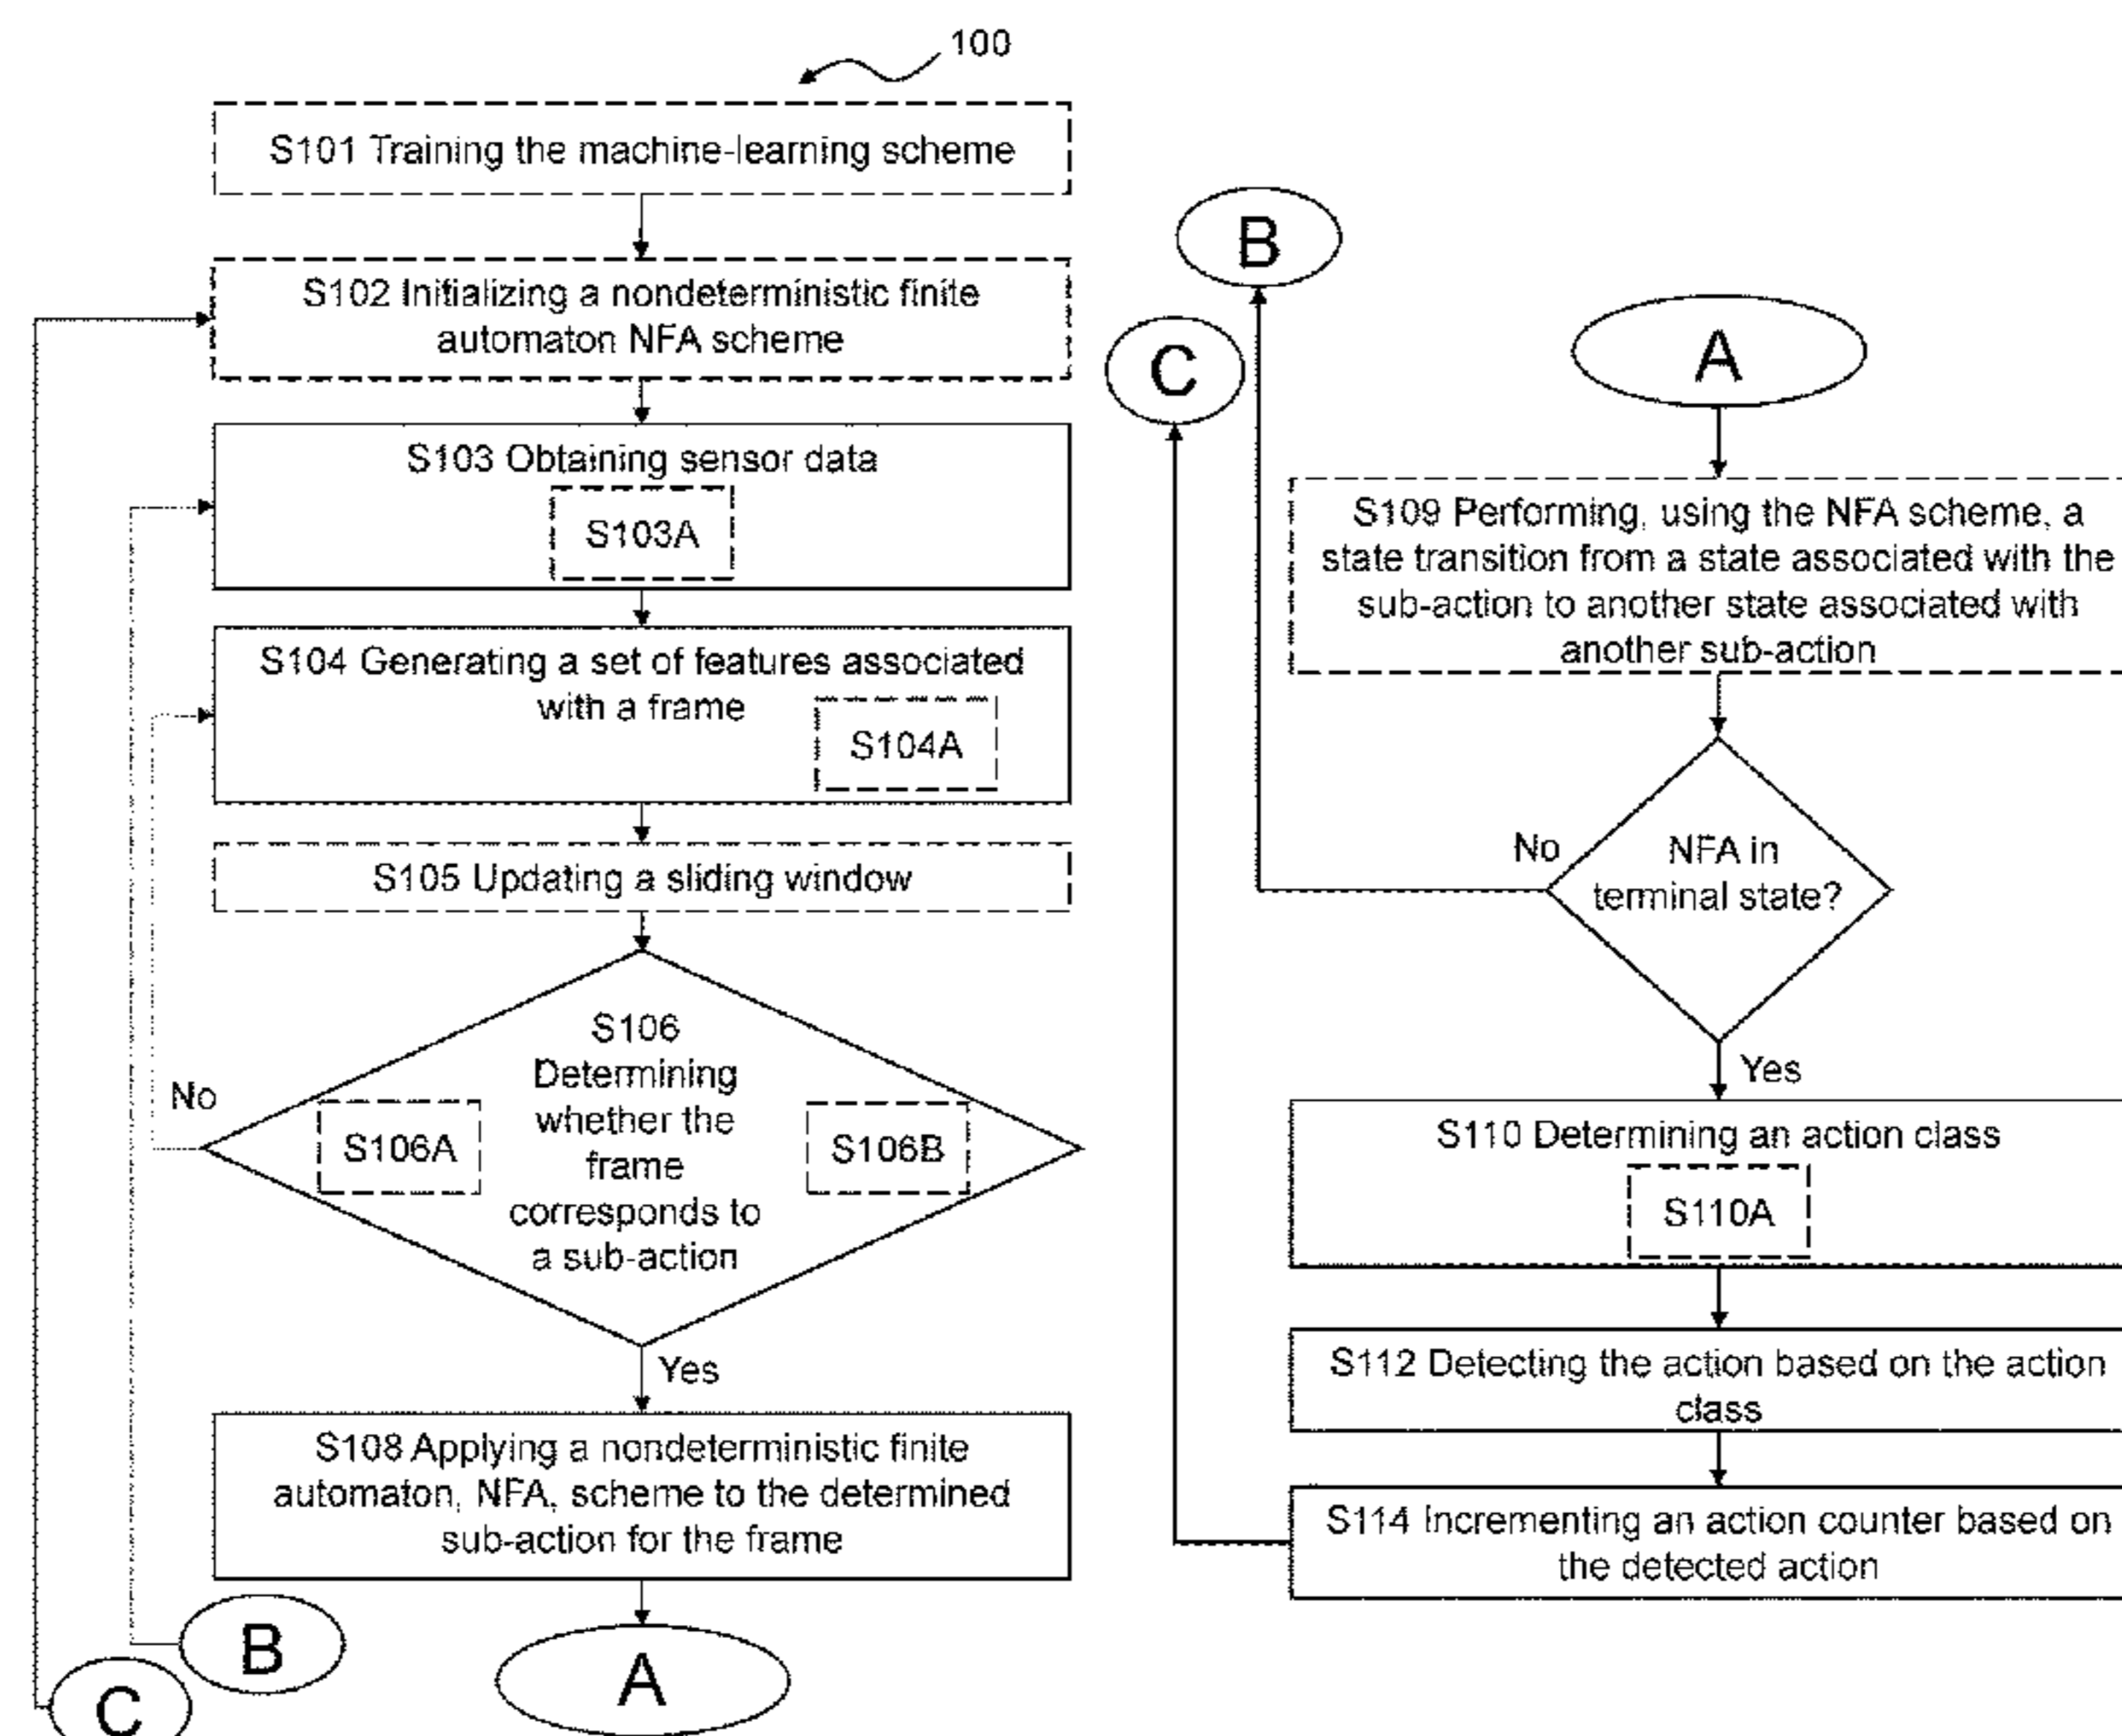 100
S101 Training the machine-learning scheme
S102 Initializing a nondeterministic finite
automaton NFA scheme
S103 Obtaining sensor data
S103A
S104 Generating a set of features associated
with a frame
S104A
S105 Updating a sliding window
S106
Determining
whether the
frame
corresponds to
a sub-action
S106A
S106B
No
Yes
S108 Applying a nondeterministic finite
automaton, NFA, scheme to the determined
sub-action for the frame
B
C
A
B
C
A
S109 Performing, using the NFA scheme, a
state transition from a state associated with the
sub-action to another state associated with
another sub-action
No
NFA in
terminal state?
Yes
S110 Determining an action class
S110A
S112 Detecting the action based on the action
class
S114 Incrementing an action counter based on
the detected action